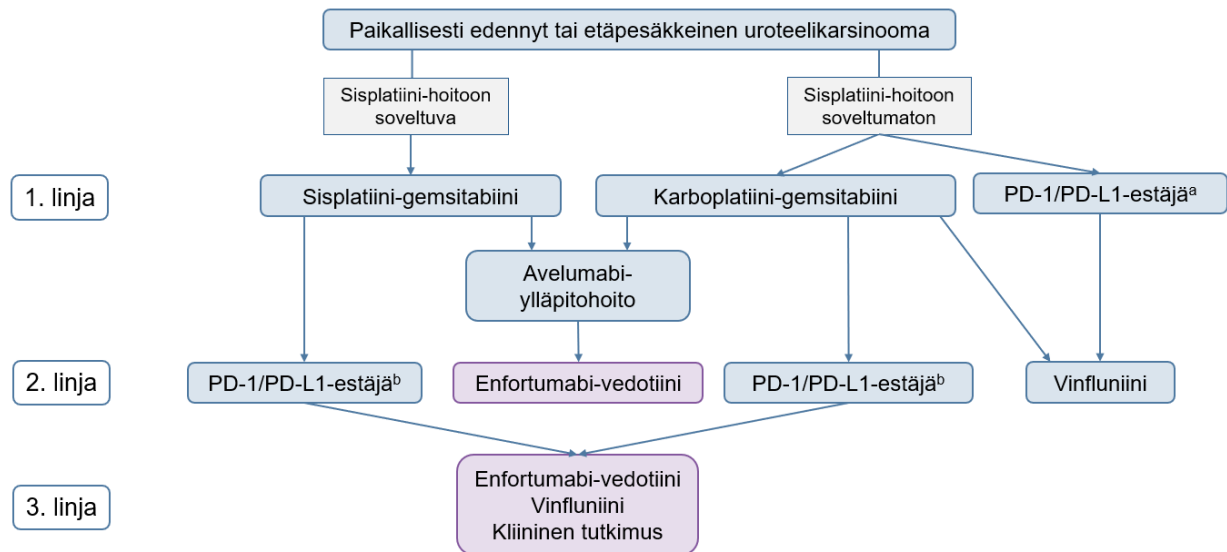 Paikallisesti edennyt tai etäpesäkkeinen uroteelikarsinooma
Sisplatiini-hoitoon
soveltuva
Sisplatiini-hoitoon
soveltumaton
1. linja
Sisplatiini-gemsitabiini
Karboplatiini-gemsitabiini
PD-1/PD-L1-estäjäᵃ
Avelumabi-
ylläpitohoito
2. linja
PD-1/PD-L1-estäjäᵇ
Enfortumabi-vedotiini
PD-1/PD-L1-estäjäᵇ
Vinfluniini
3. linja
Enfortumabi-vedotiini
Vinfluniini
Kliininen tutkimus